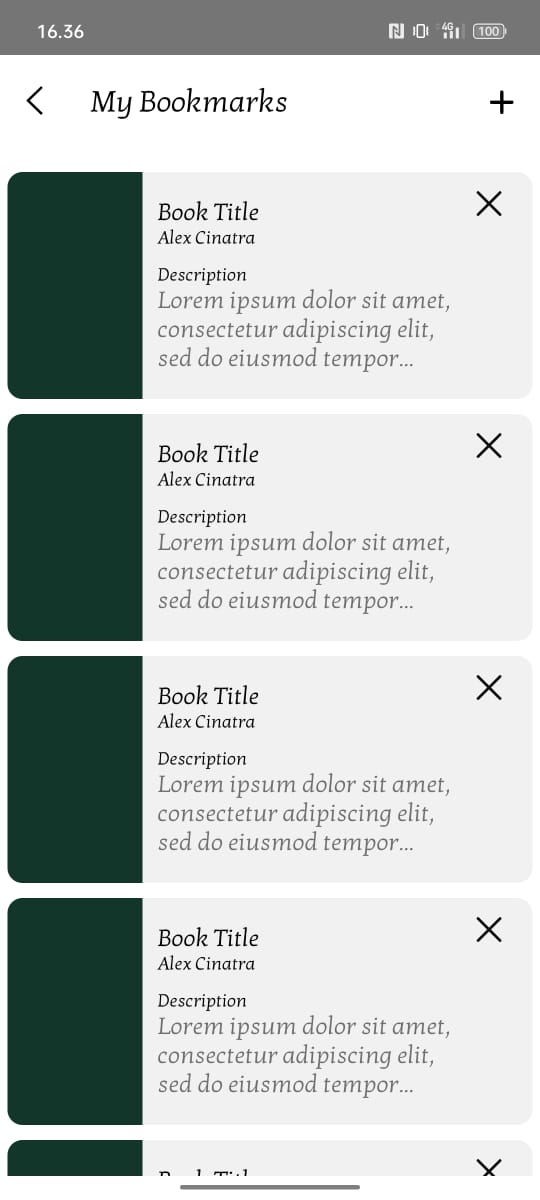 16.36
4G
100
My Bookmarks
Book Title
Alex Cinatra
Description
Lorem ipsum dolor sit amet,
consectetur adipiscing elit,
sed do eiusmod tempor...
Book Title
Alex Cinatra
Description
Lorem ipsum dolor sit amet,
consectetur adipiscing elit,
sed do eiusmod tempor...
Book Title
Alex Cinatra
Description
Lorem ipsum dolor sit amet,
consectetur adipiscing elit,
sed do eiusmod tempor...
Book Title
Alex Cinatra
Description
Lorem ipsum dolor sit amet,
consectetur adipiscing elit,
sed do eiusmod tempor...